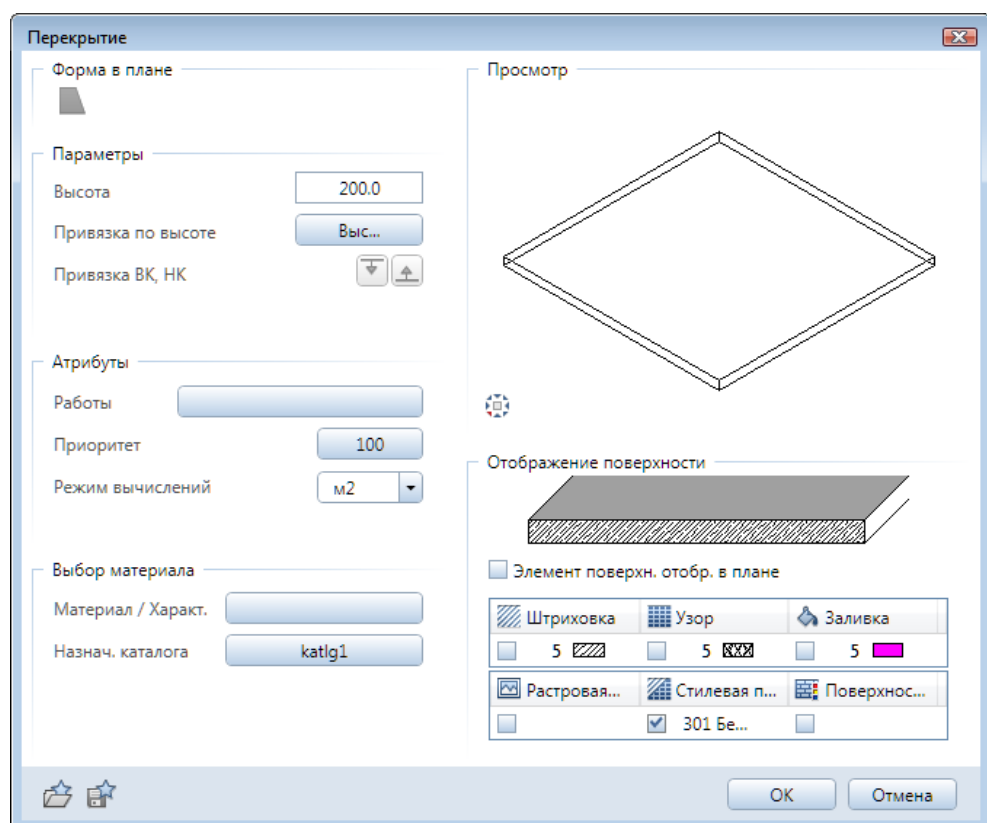 Перекрытие
Форма в плане
Параметры
Высота 200.0
Привязка по высоте Выс...
Привязка ВК, НК
Атрибуты
Работы
Приоритет 100
Режим вычислений м2
Выбор материала
Материал / Характ.
Назнач. каталога katlg1
Просмотр
Отображение поверхности
Элемент поверхн. отобр. в плане
Штриховка Узор Заливка
5 5 5
Растровая... Стилевая п... Поверхнос...
301 Бе...
OK Отмена